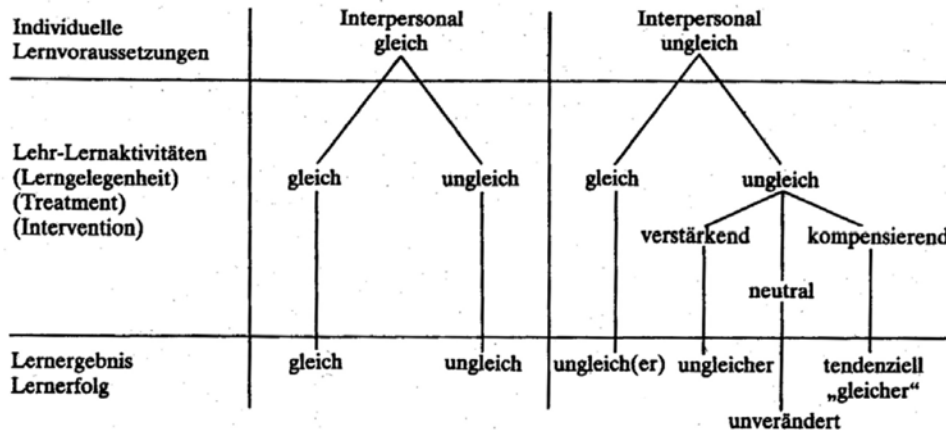 Individuelle
Lernvoraussetzungen
Interpersonal
gleich
Interpersonal
ungleich
Lehr-Lernaktivitäten
(Lerngelegenheit)
(Treatment)
(Intervention)
gleich
ungleich
gleich
ungleich
verstärkend
kompensierend
neutral
Lernergebnis
Lernerfolg
gleich
ungleich
ungleich(er)
ungleicher
tendenziell
„gleicher“
unverändert